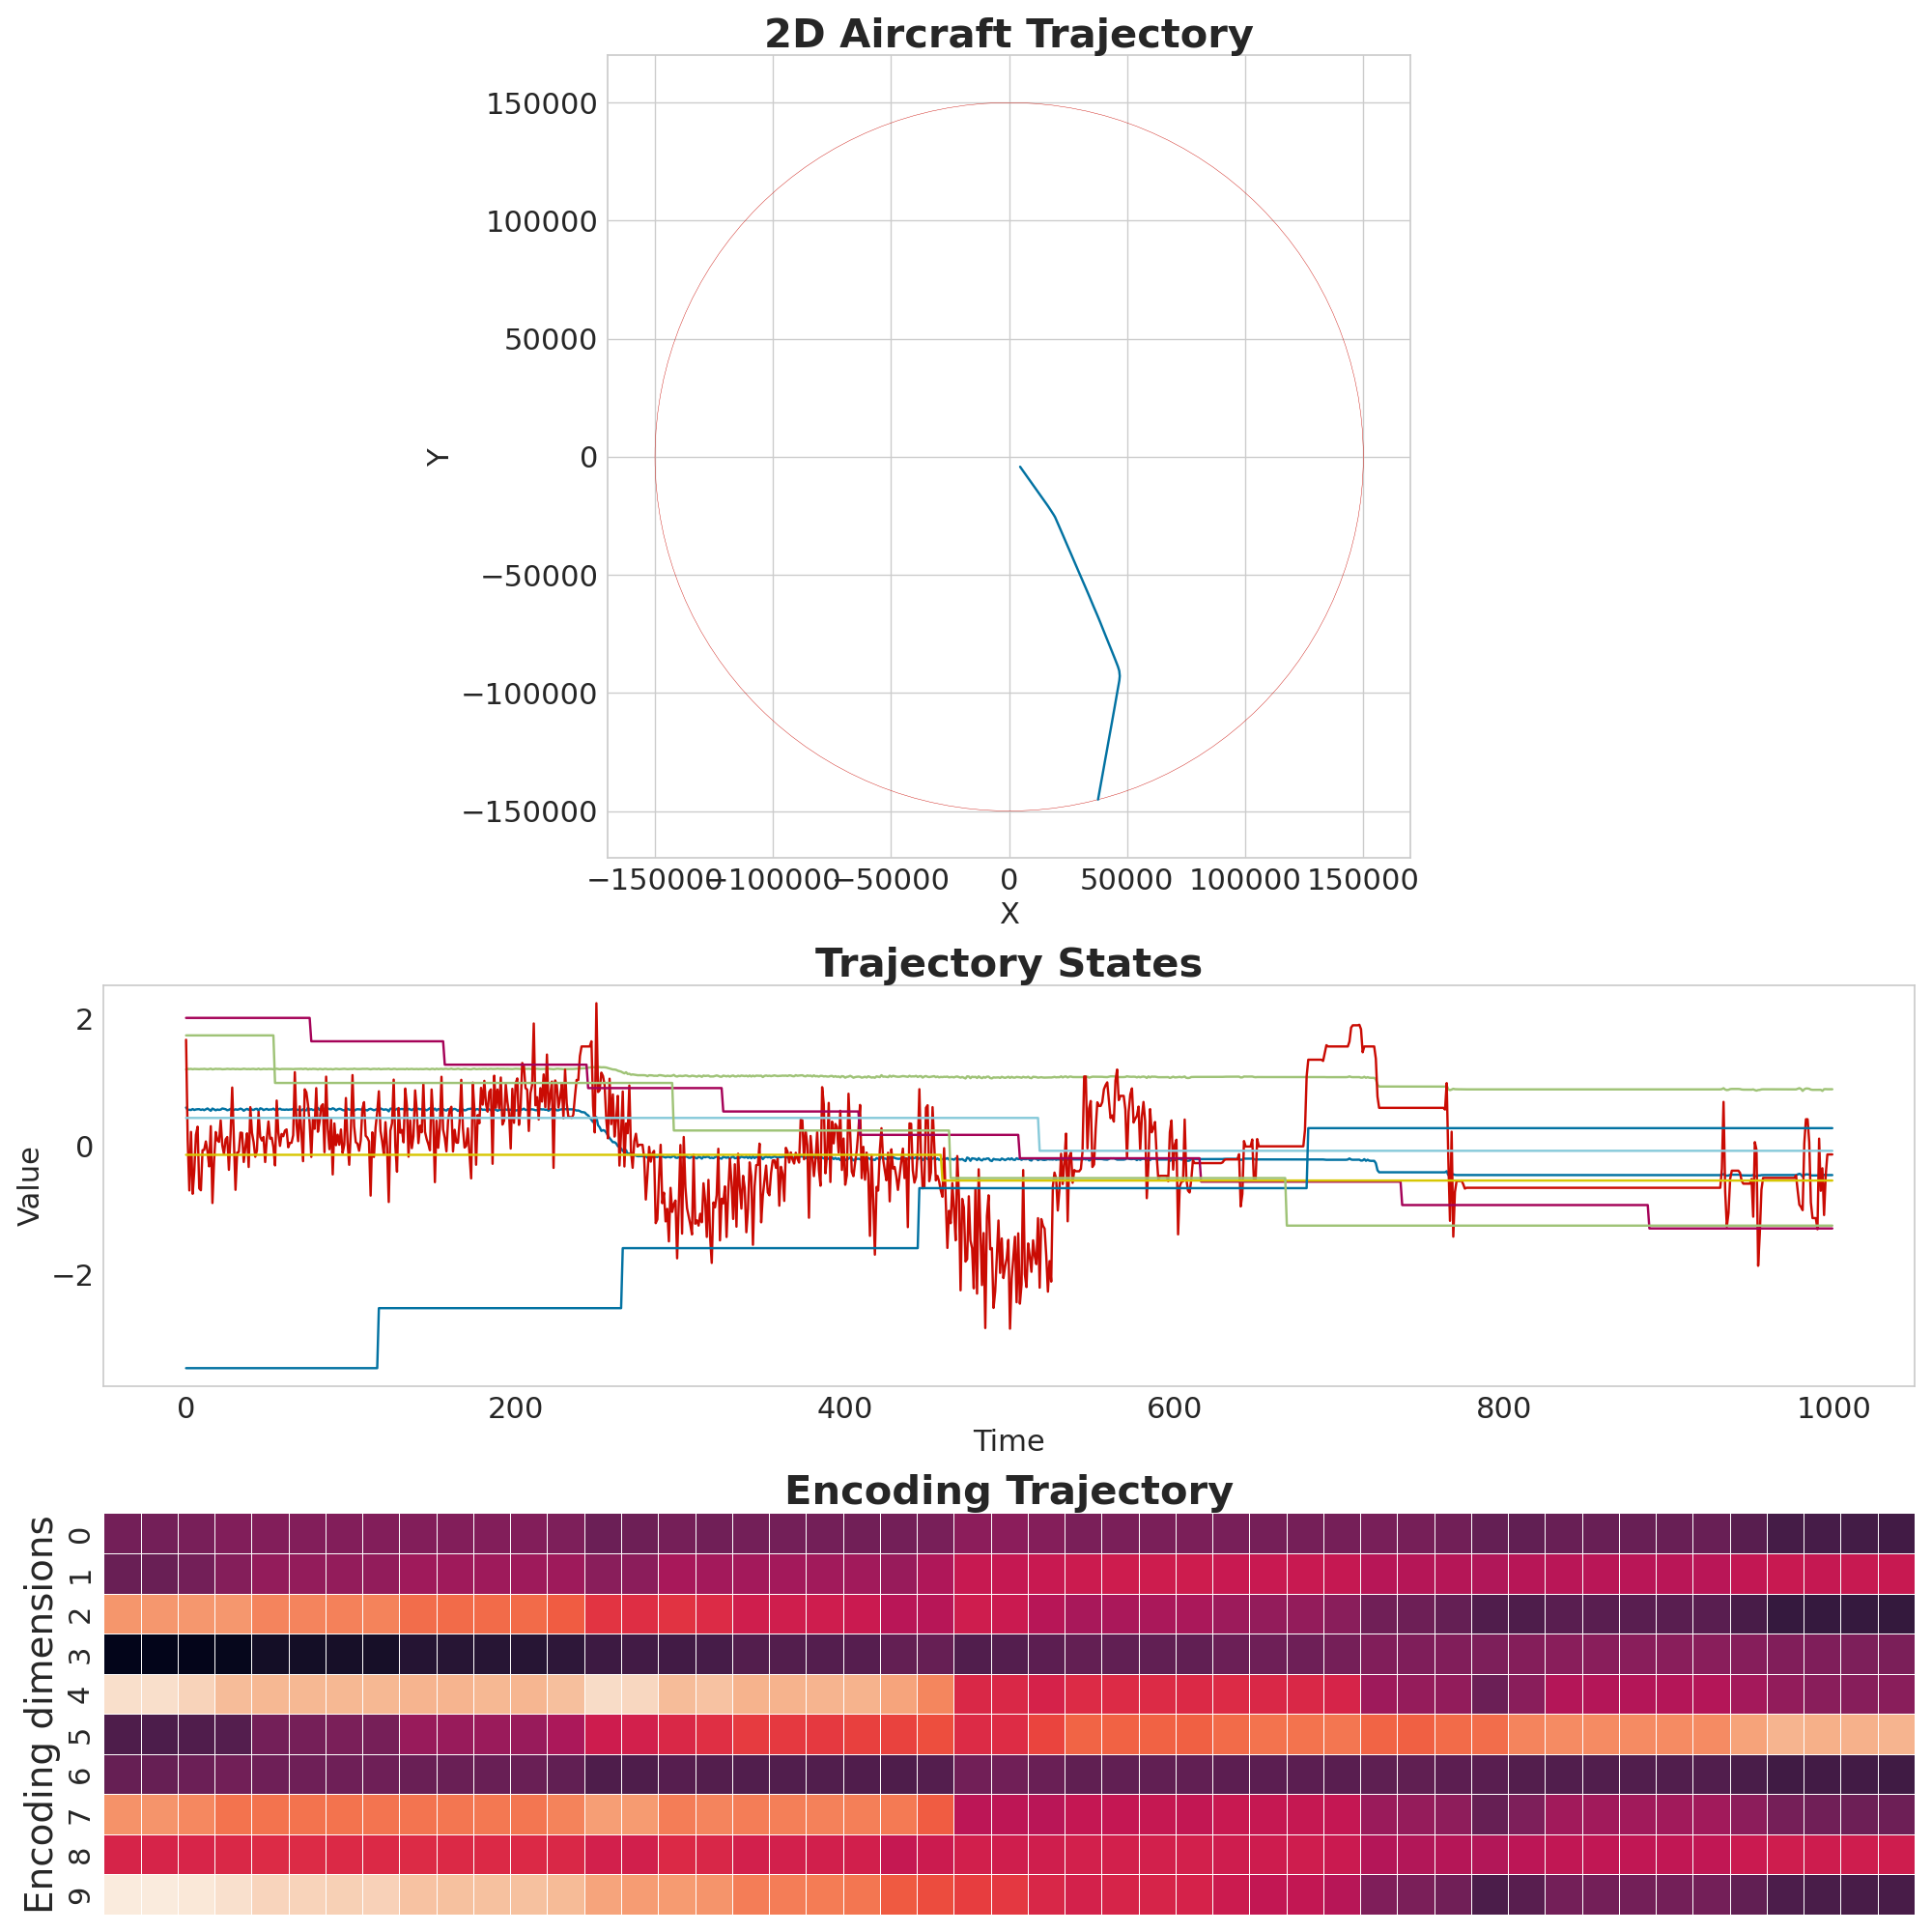 2D Aircraft Trajectory
150000
100000
50000
0
−50000
−100000
−150000
Y
−150000 −100000 −50000 0 50000 100000 150000
X
Trajectory States
2
0
−2
Value
0 200 400 600 800 1000
Time
Encoding Trajectory
0
1
2
3
4
5
6
7
8
9
Encoding dimensions